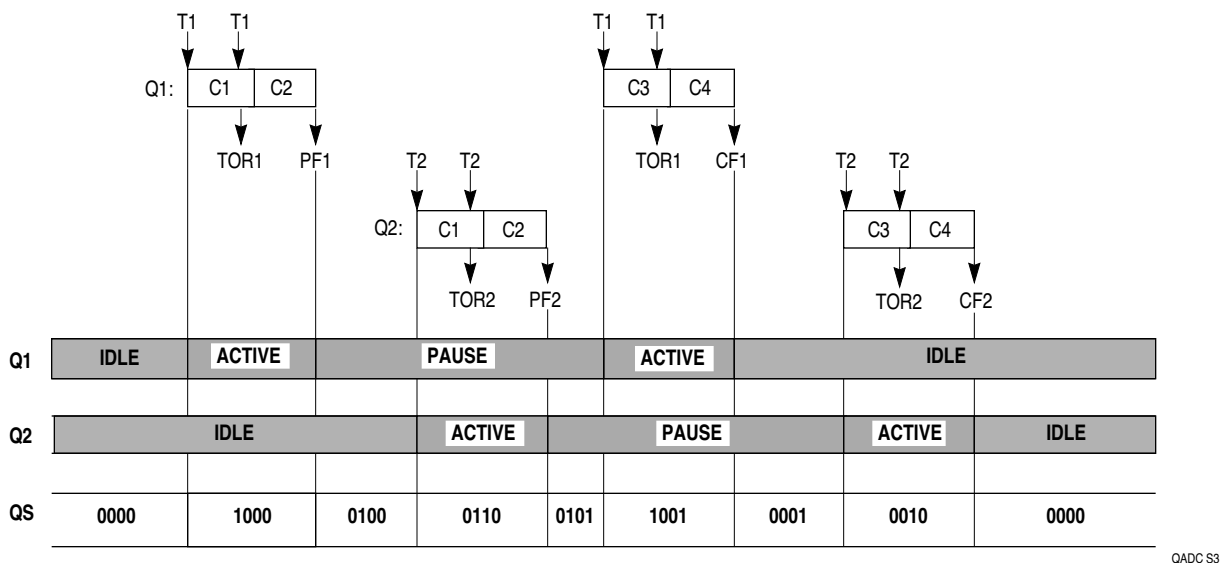 T1 T1 T1 T1
Q1: C1 C2 C3 C4
TOR1 PF1 T2 T2 TOR1 CF1 T2 T2
Q2: C1 C2 C3 C4
TOR2 PF2 TOR2 CF2
Q1 IDLE ACTIVE PAUSE ACTIVE IDLE
Q2 IDLE ACTIVE PAUSE ACTIVE IDLE
QS 0000 1000 0100 0110 0101 1001 0001 0010 0000
QADC S3